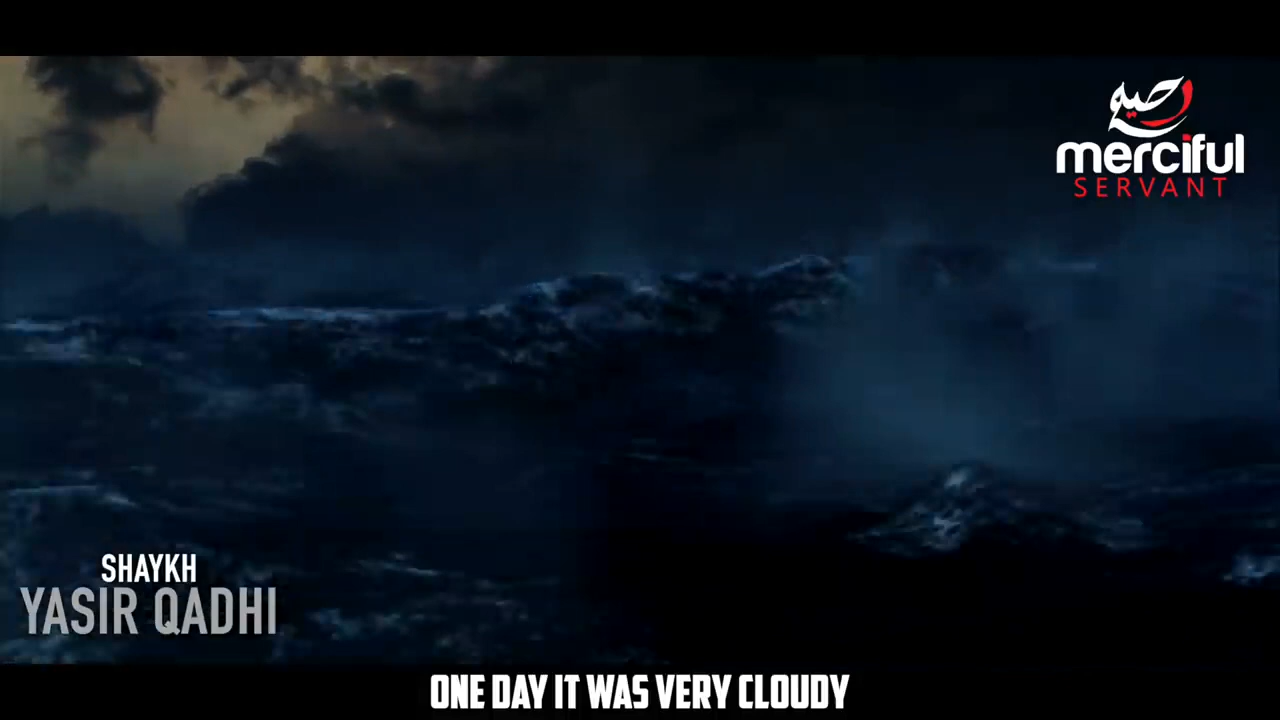 merciful
SERVANT
SHAYKH
YASIR QADHI
ONE DAY IT WAS VERY CLOUDY